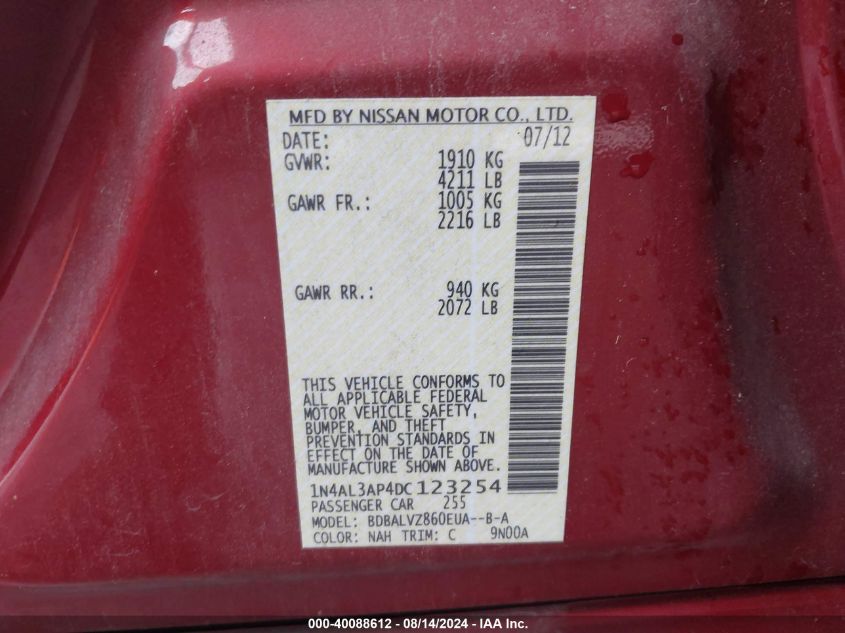 MFD BY NISSAN MOTOR CO., LTD.
DATE: 07/12
GVWR: 1910 KG
4211 LB
GAWR FR.: 1005 KG
2216 LB
GAWR RR.: 940 KG
2072 LB
THIS VEHICLE CONFORMS TO
ALL APPLICABLE FEDERAL
MOTOR VEHICLE SAFETY,
BUMPER, AND THEFT
PREVENTION STANDARDS IN
EFFECT ON THE DATE OF
MANUFACTURE SHOWN ABOVE.
1N4AL3AP4DC123254
PASSENGER CAR 255
MODEL: BDBALVZ860EUA--B-A
COLOR: NAH TRIM: C 9N00A
000-40088612 - 08/14/2024 - IAA Inc.